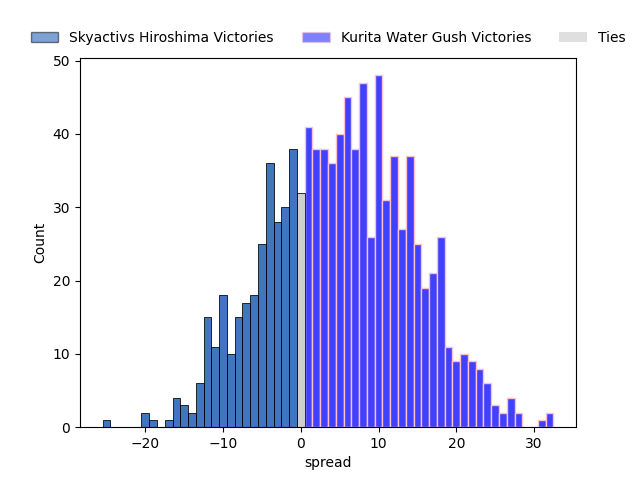 Skyactivs Hiroshima Victories Kurita Water Gush Victories Ties
50
40
30
20
10
0
Count
−20 −10 0 10 20 30
spread